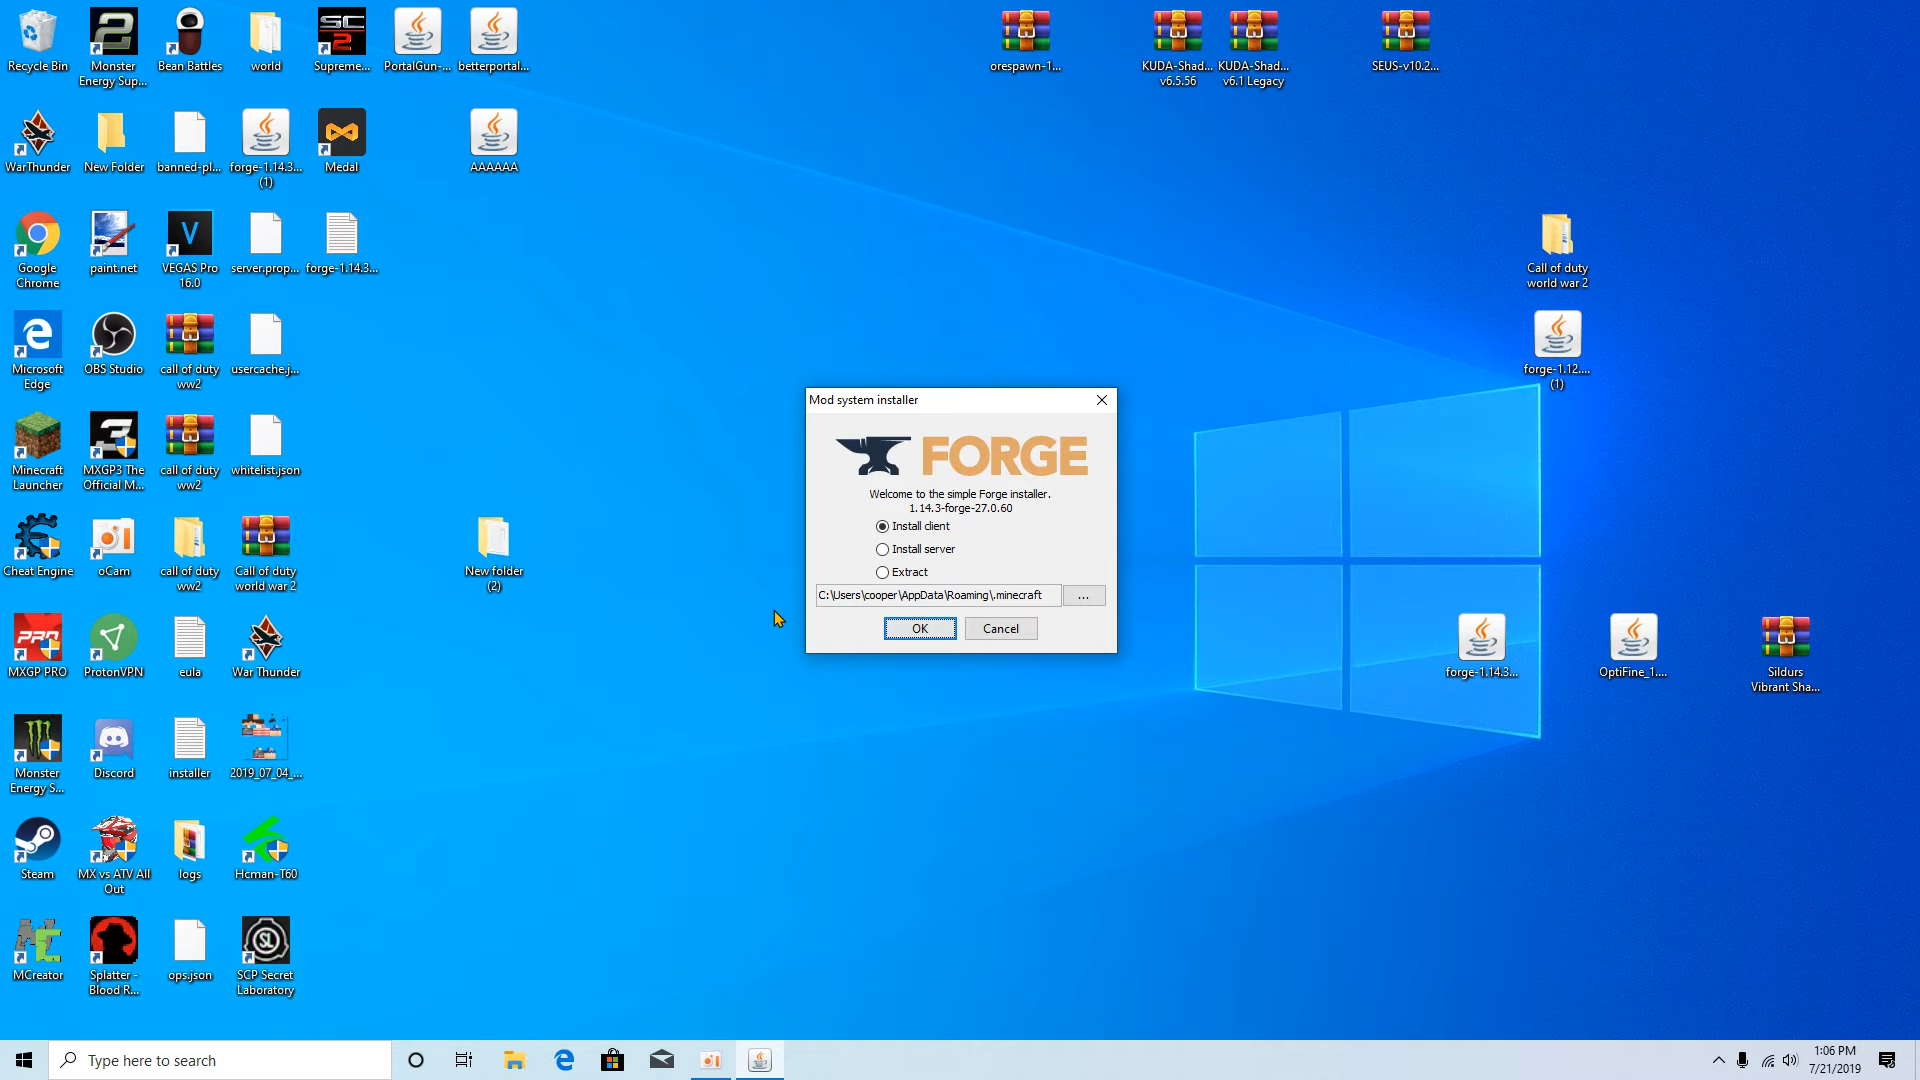 Recycle Bin
Monster
Energy Sup...
Bean Battles
world
SC
2
Supreme...
PortalGun-...
betterportal...
orespawn-1...
KUDA-Shad...
v6.5.56
KUDA-Shad...
v6.1 Legacy
SEUS-v10.2...
WarThunder
New Folder
banned-pl...
forge-1.14.3...
(1)
Medal
AAAAAA
Google
Chrome
paint.net
V
VEGAS Pro
16.0
server.prop...
forge-1.14.3...
Call of duty
world war 2
Microsoft
Edge
OBS Studio
call of duty
ww2
usercache.j...
forge-1.12....
(1)
Minecraft
Launcher
MXGP3 The
Official M...
call of duty
ww2
whitelist.json
Mod system installer
FORGE
Welcome to the simple Forge installer.
1.14.3-forge-27.0.60
Install client
Install server
Extract
C:\Users\cooper\AppData\Roaming\.minecraft
...
OK
Cancel
Cheat Engine
oCam
call of duty
ww2
Call of duty
world war 2
New folder
(2)
PRO
MXGP PRO
ProtonVPN
eula
War Thunder
forge-1.14.3...
OptiFine_1....
Sildurs
Vibrant Sha...
Monster
Energy S...
Discord
installer
2019_07_04_...
Steam
MX vs ATV All
Out
logs
Hcman-T60
MCreator
Splatter -
Blood R...
ops.json
SL
SCP Secret
Laboratory
Type here to search
1:06 PM
7/21/2019